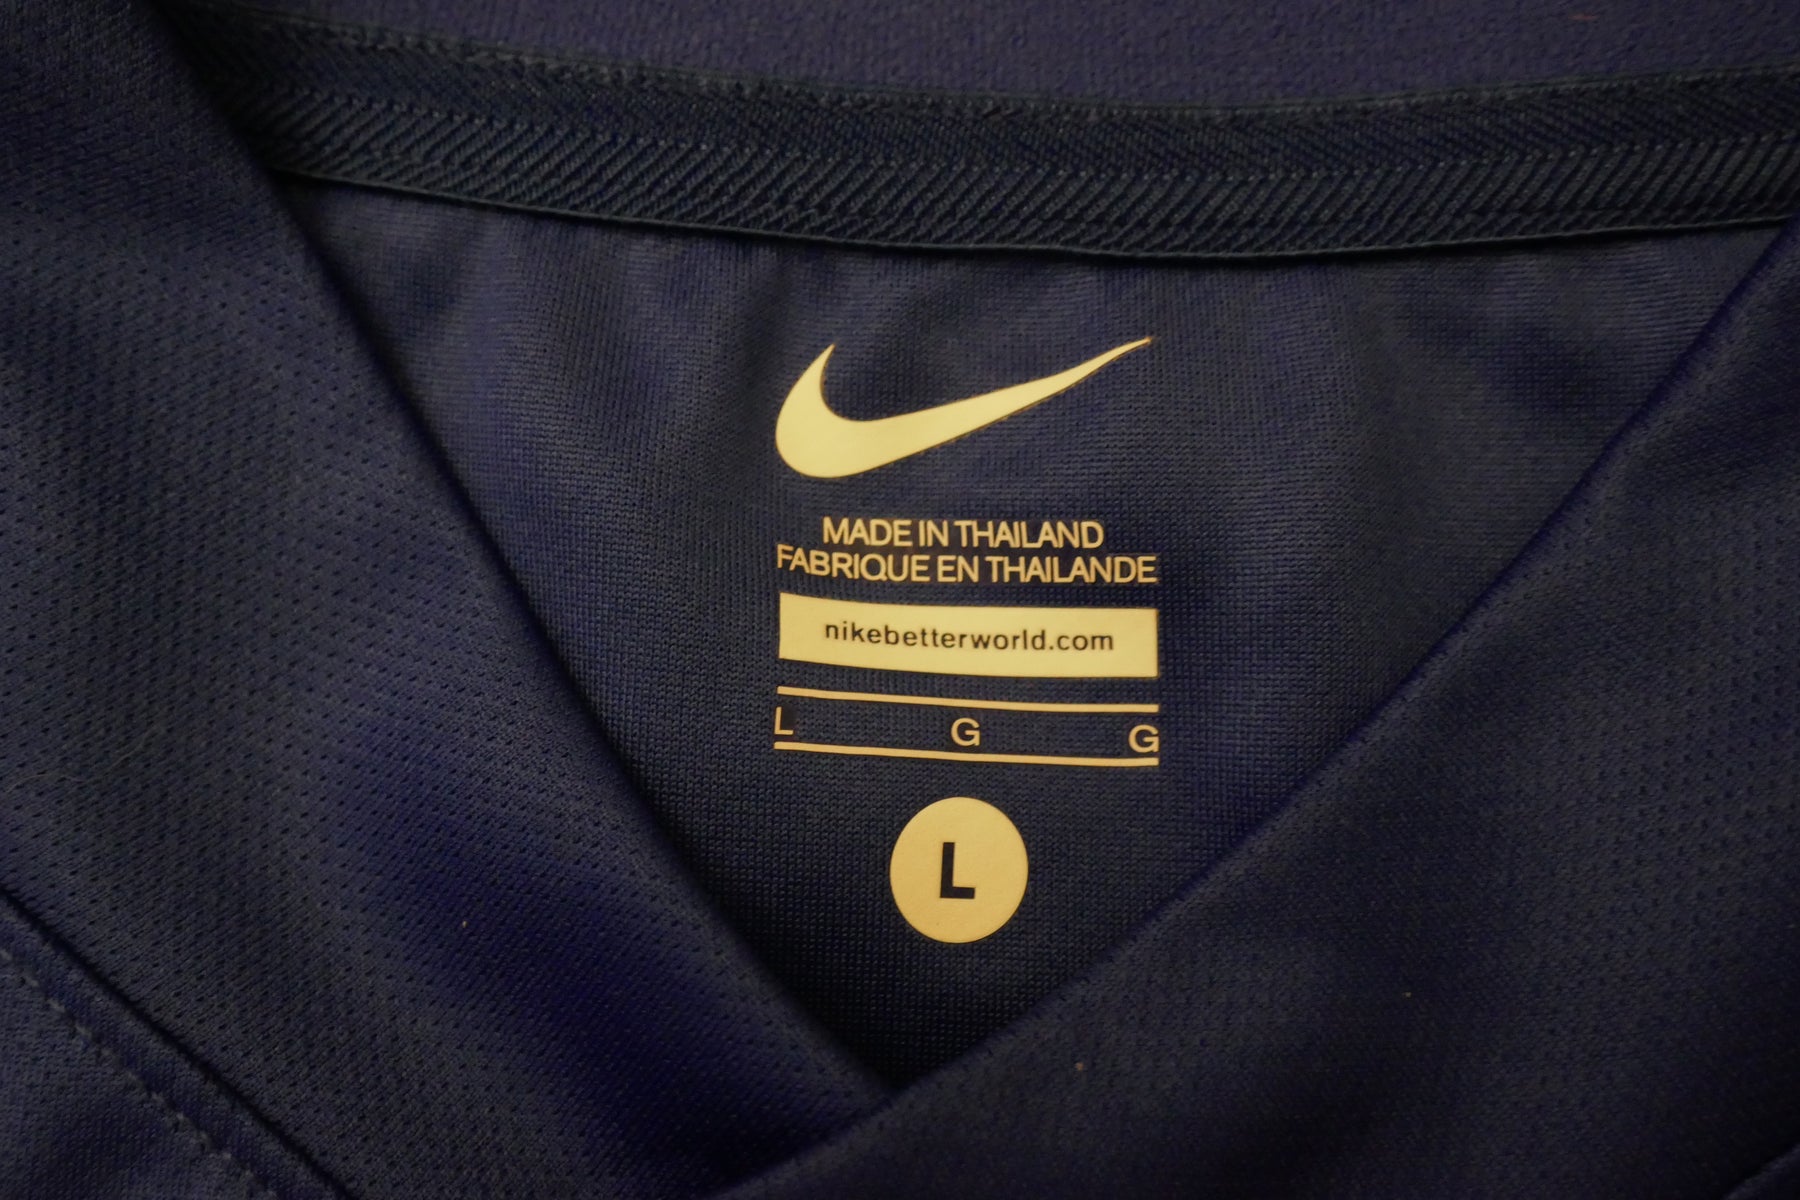 MADE IN THAILAND
FABRIQUE EN THAILANDE
nikebetterworld.com
L G G
L